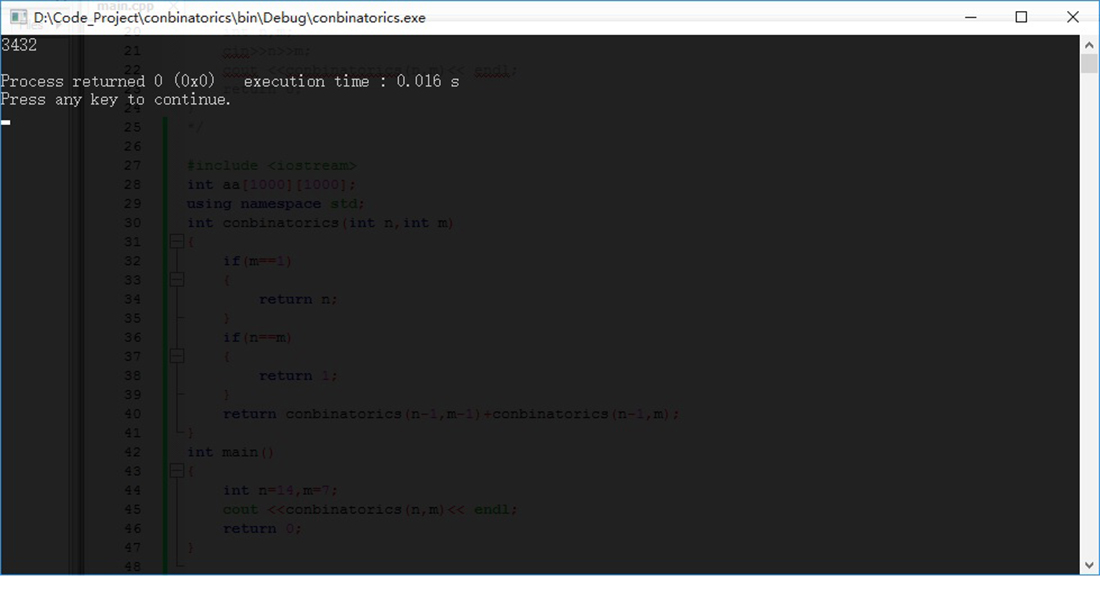 main.cpp
D:\Code_Project\conbinatorics\bin\Debug\conbinatorics.exe
3432
21 cin>>n>>m;
22 cout <<conbinatorics(n,m)<< endl;
Process returned 0 (0x0)   execution time : 0.016 s
Press any key to continue.
25 */
26
27 #include <iostream>
28 int aa[1000][1000];
29 using namespace std;
30 int conbinatorics(int n,int m)
31 {
32 if(m==1)
33 {
34 return n;
35 }
36 if(n==m)
37 {
38 return 1;
39 }
40 return conbinatorics(n-1,m-1)+conbinatorics(n-1,m);
41 }
42 int main()
43 {
44 int n=14,m=7;
45 cout <<conbinatorics(n,m)<< endl;
46 return 0;
47 }
48